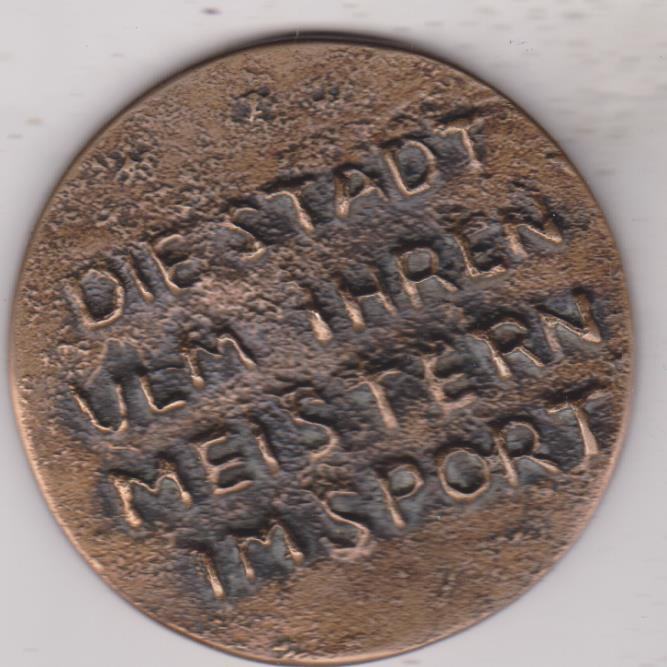 DIE STADT
ULM IHREN
MEISTERN
IM SPORT